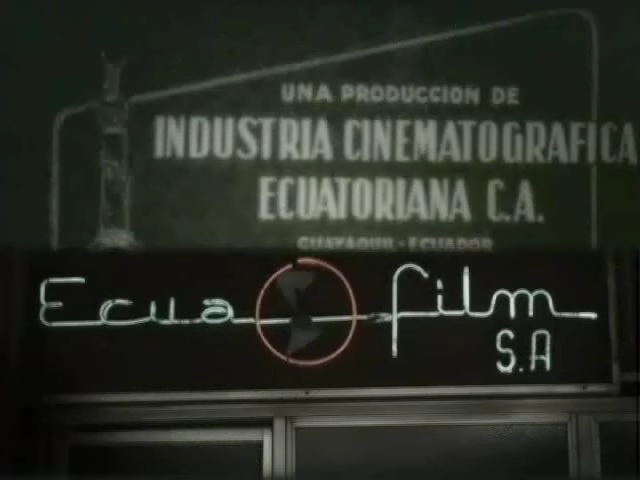 UNA PRODUCCION DE
INDUSTRIA CINEMATOGRAFICA
ECUATORIANA C.A.
GUAYAQUIL - ECUADOR
Ecua film
S.A